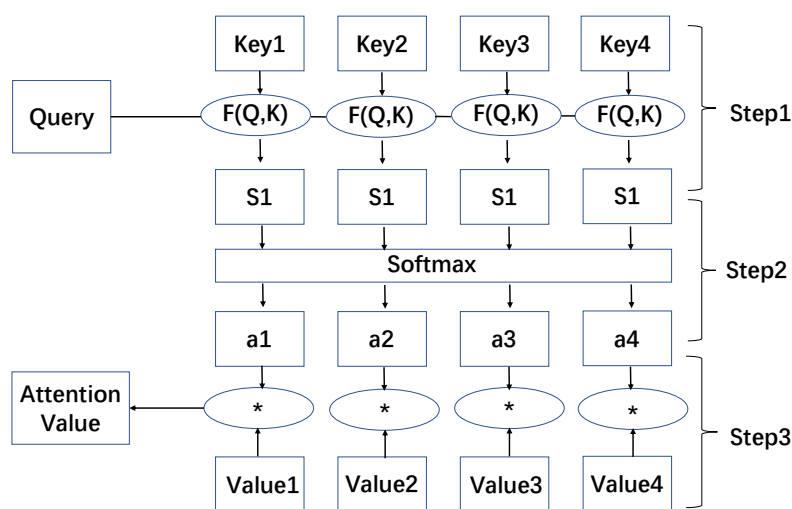 Key1 Key2 Key3 Key4
Query F(Q,K) F(Q,K) F(Q,K) F(Q,K) Step1
S1 S1 S1 S1
Softmax Step2
a1 a2 a3 a4
Attention
Value
* * * *
Step3
Value1 Value2 Value3 Value4